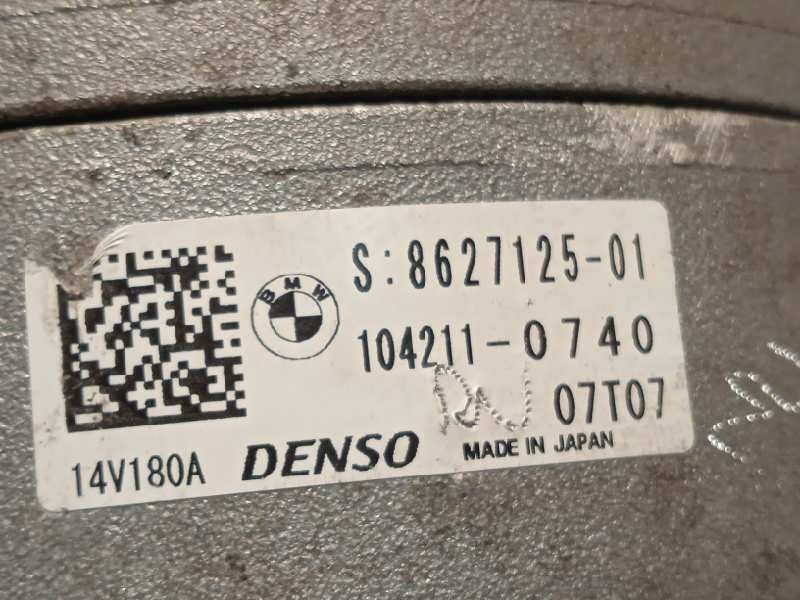 S:8627125-01
BMW
104211-0740
07T07
14V180A DENSO MADE IN JAPAN